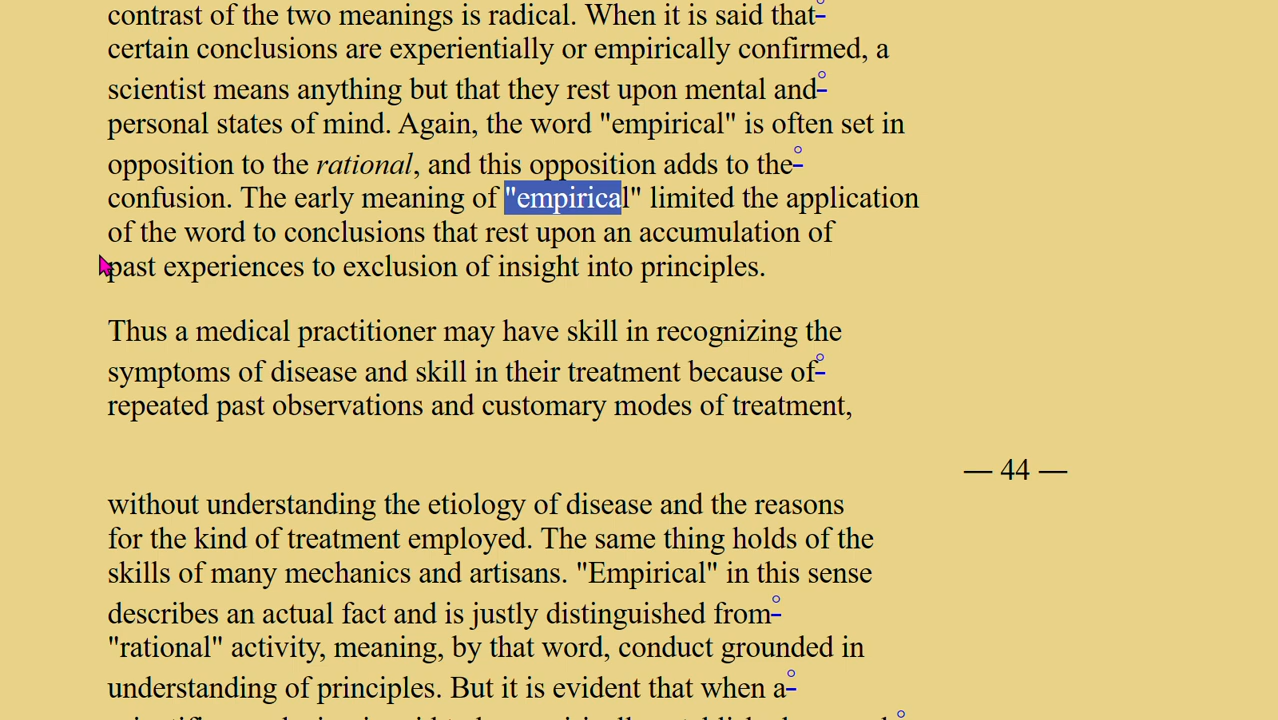 contrast of the two meanings is radical. When it is said that°
certain conclusions are experientially or empirically confirmed, a
scientist means anything but that they rest upon mental and°
personal states of mind. Again, the word "empirical" is often set in
opposition to the rational, and this opposition adds to the°
confusion. The early meaning of "empirical" limited the application
of the word to conclusions that rest upon an accumulation of
past experiences to exclusion of insight into principles.
Thus a medical practitioner may have skill in recognizing the
symptoms of disease and skill in their treatment because of°
repeated past observations and customary modes of treatment,
— 44 —
without understanding the etiology of disease and the reasons
for the kind of treatment employed. The same thing holds of the
skills of many mechanics and artisans. "Empirical" in this sense
describes an actual fact and is justly distinguished from°
"rational" activity, meaning, by that word, conduct grounded in
understanding of principles. But it is evident that when a°